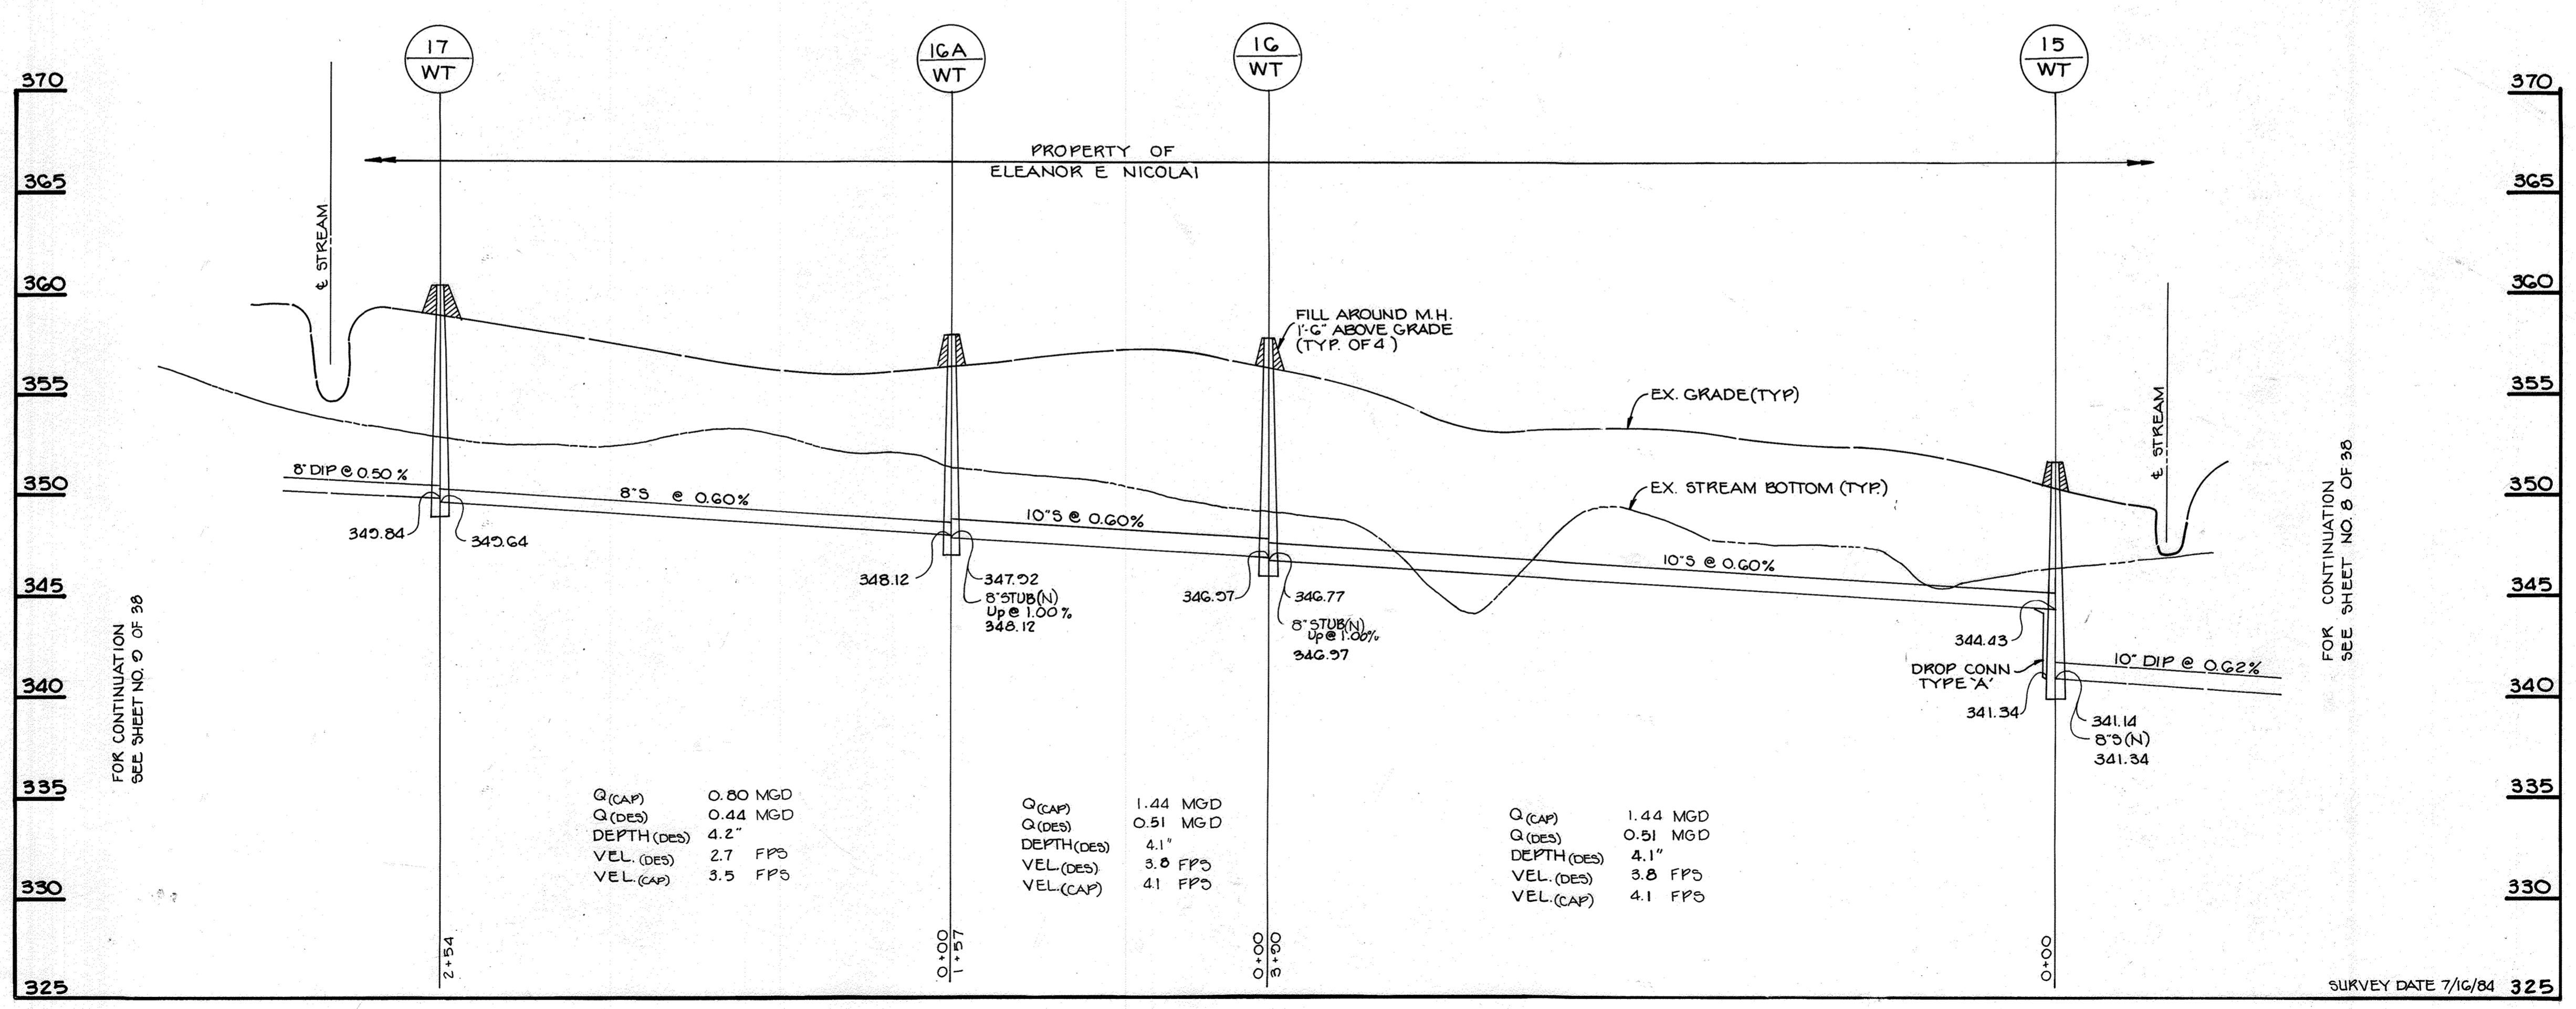 17
WT
16A
WT
16
WT
15
WT
370
365
360
355
350
345
340
335
330
325
℄ STREAM
PROPERTY OF
ELEANOR E NICOLAI
FILL AROUND M.H.
1'-6" ABOVE GRADE
(TYP. OF 4)
EX. GRADE (TYP)
EX. STREAM BOTTOM (TYP.)
℄ STREAM
8" DIP @ 0.50 %
349.84
349.64
8"S @ 0.60%
348.12
347.92
8" STUB(N)
Up @ 1.00 %
348.12
10"S @ 0.60%
346.97
346.77
8" STUB(N)
Up @ 1.00%
346.97
10"S @ 0.60%
344.43
DROP CONN
TYPE "A"
341.34
341.14
8"S(N)
341.34
10" DIP @ 0.62%
FOR CONTINUATION
SEE SHEET NO. 9 OF 38
FOR CONTINUATION
SEE SHEET NO. 8 OF 38
Q(CAP) 0.80 MGD
Q(DES) 0.44 MGD
DEPTH(DES) 4.2"
VEL.(DES) 2.7 FPS
VEL.(CAP) 3.5 FPS
Q(CAP) 1.44 MGD
Q(DES) 0.51 MGD
DEPTH(DES) 4.1"
VEL.(DES) 3.8 FPS
VEL.(CAP) 4.1 FPS
Q(CAP) 1.44 MGD
Q(DES) 0.51 MGD
DEPTH(DES) 4.1"
VEL.(DES) 3.8 FPS
VEL.(CAP) 4.1 FPS
2+54
0+00
1+57
0+00
3+90
0+00
370
365
360
355
350
345
340
335
330
SURVEY DATE 7/16/84 325